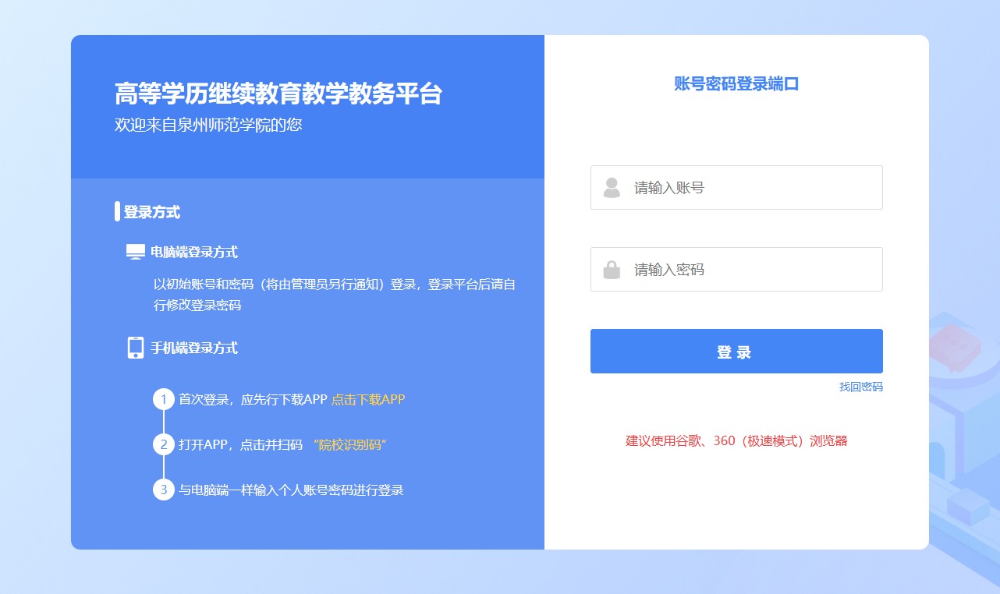 高等学历继续教育教学教务平台
欢迎来自泉州师范学院的您
登录方式
电脑端登录方式
以初始账号和密码（将由管理员另行通知）登录，登录平台后请自
行修改登录密码
手机端登录方式
1 首次登录，应先行下载APP 点击下载APP
2 打开APP，点击并扫码 “院校识别码”
3 与电脑端一样输入个人账号密码进行登录
账号密码登录端口
请输入账号
请输入密码
登 录
找回密码
建议使用谷歌、360（极速模式）浏览器